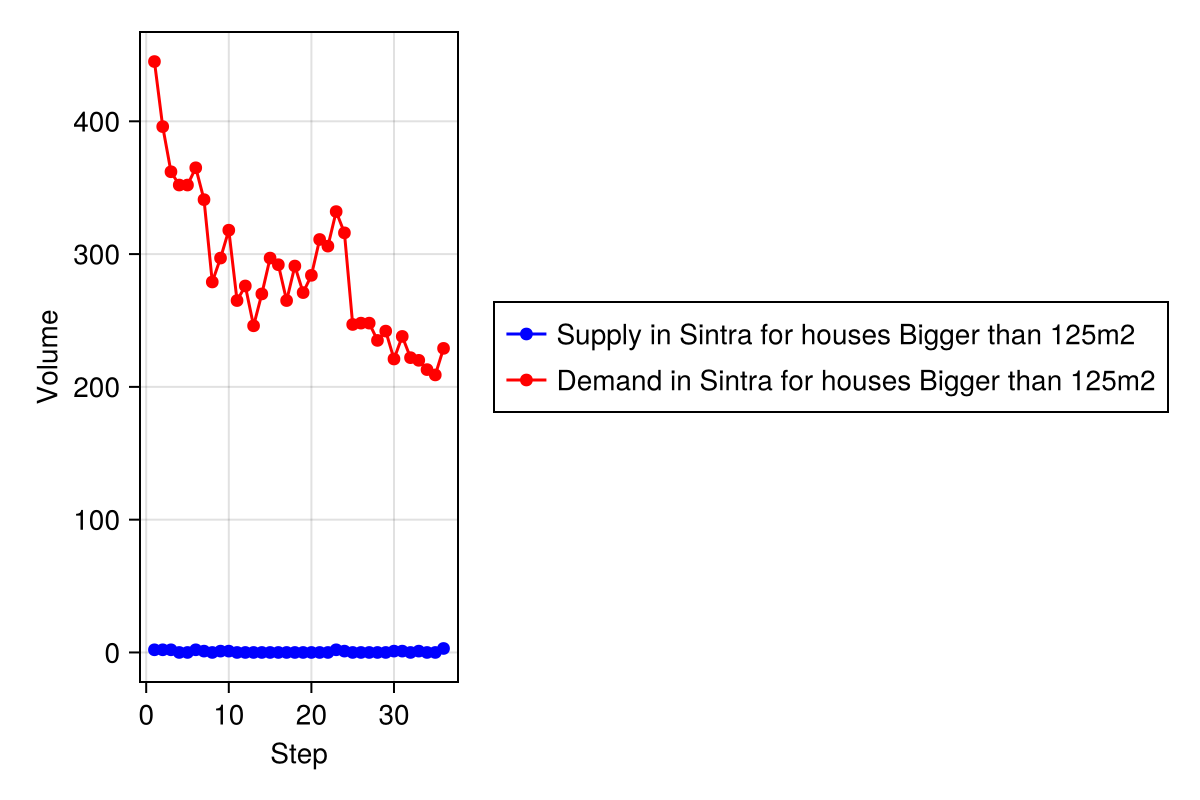 400
300
200
100
0
Volume
0 10 20 30
Step
Supply in Sintra for houses Bigger than 125m2
Demand in Sintra for houses Bigger than 125m2